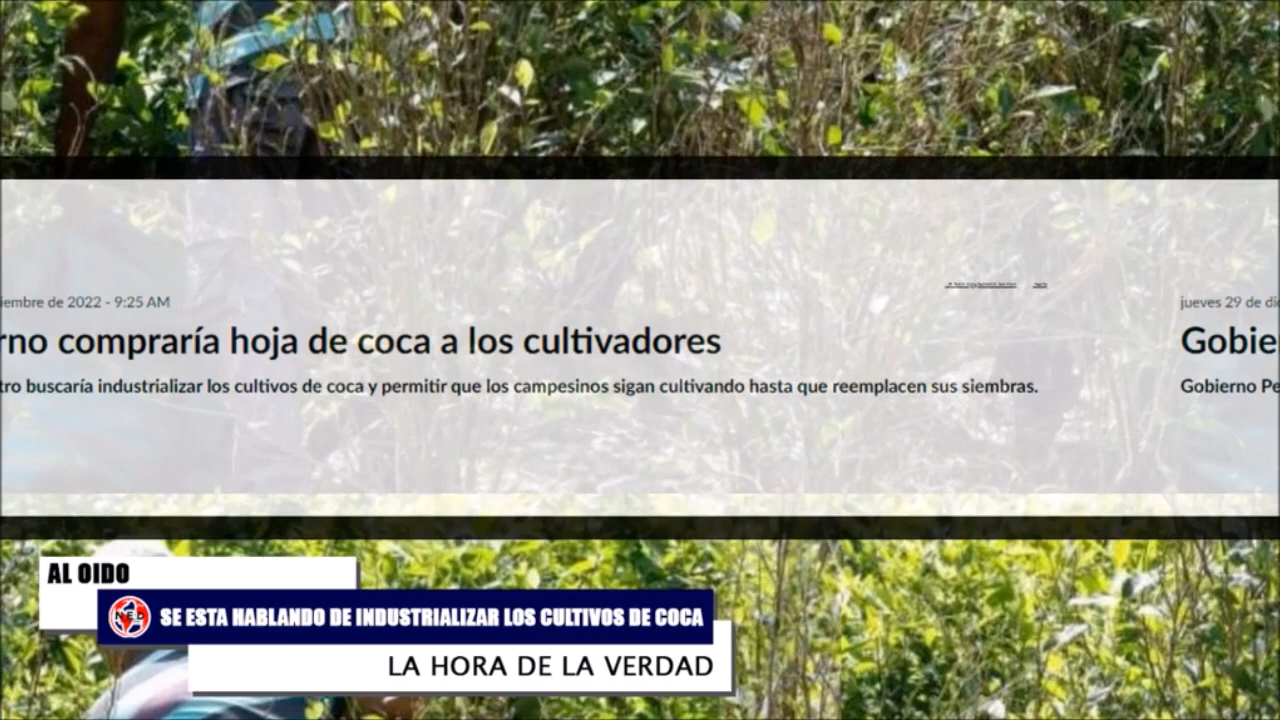 iembre de 2022 - 9:25 AM
rno compraría hoja de coca a los cultivadores
tro buscaría industrializar los cultivos de coca y permitir que los campesinos sigan cultivando hasta que reemplacen sus siembras.
jueves 29 de di
Gobie
Gobierno Pe
AL OIDO
SE ESTA HABLANDO DE INDUSTRIALIZAR LOS CULTIVOS DE COCA
LA HORA DE LA VERDAD